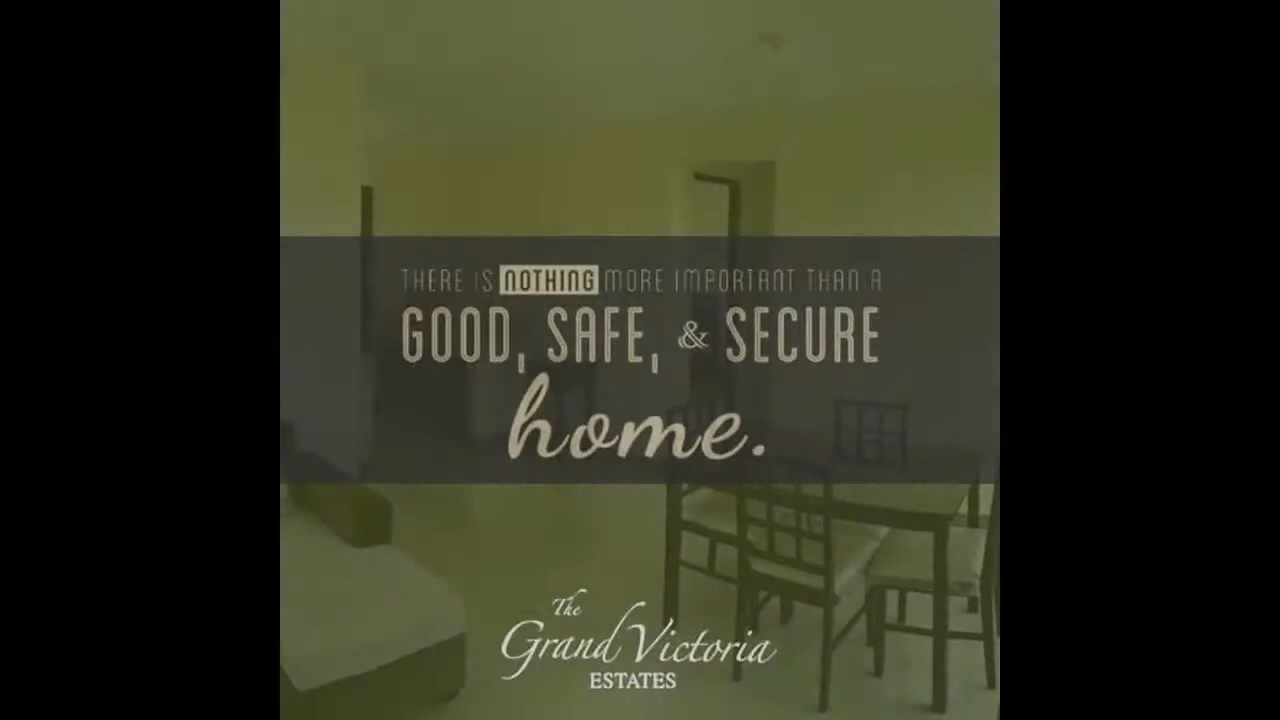 THERE IS NOTHING MORE IMPORTANT THAN A
GOOD, SAFE, & SECURE
home.
The
Grand Victoria
ESTATES